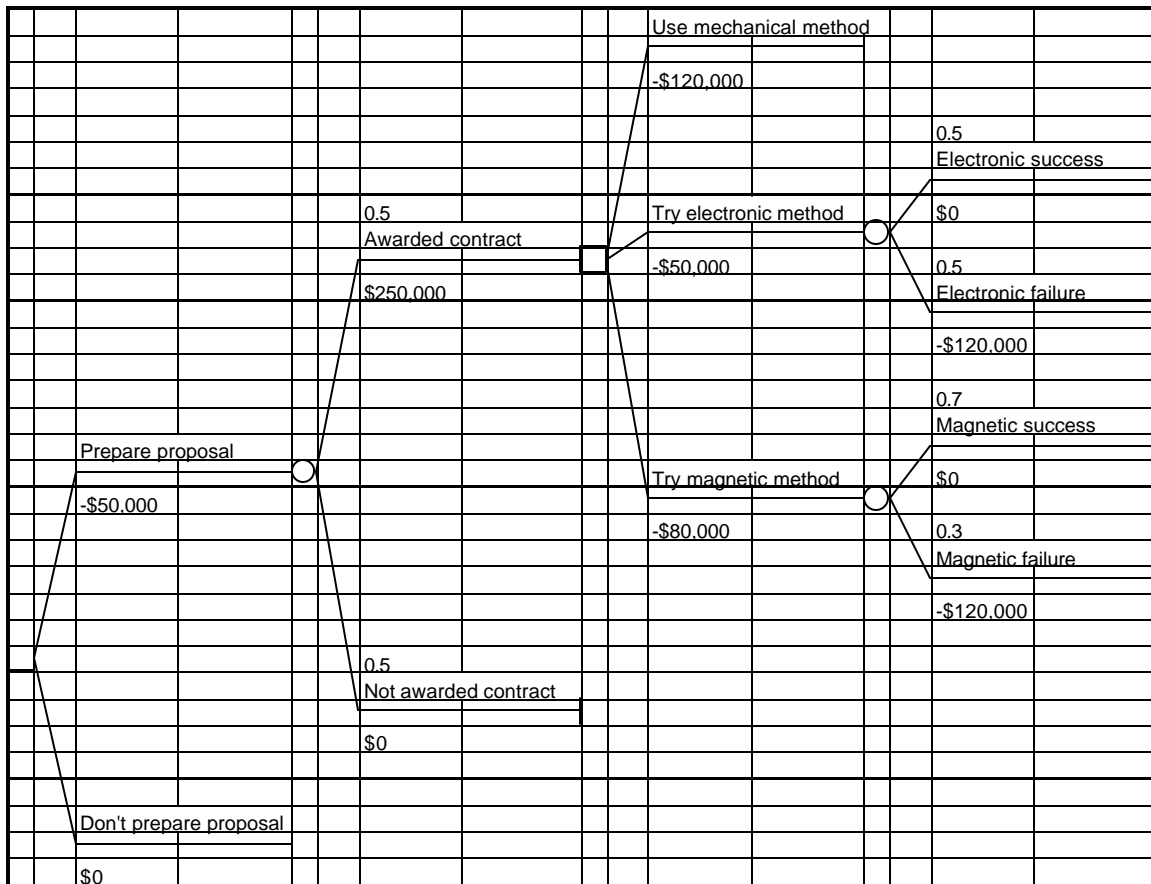 Use mechanical method
-$120,000
0.5
Electronic success
0.5
Try electronic method
$0
Awarded contract
-$50,000
0.5
$250,000
Electronic failure
-$120,000
0.7
Magnetic success
Prepare proposal
Try magnetic method
$0
-$50,000
-$80,000
0.3
Magnetic failure
-$120,000
0.5
Not awarded contract
$0
Don't prepare proposal
$0